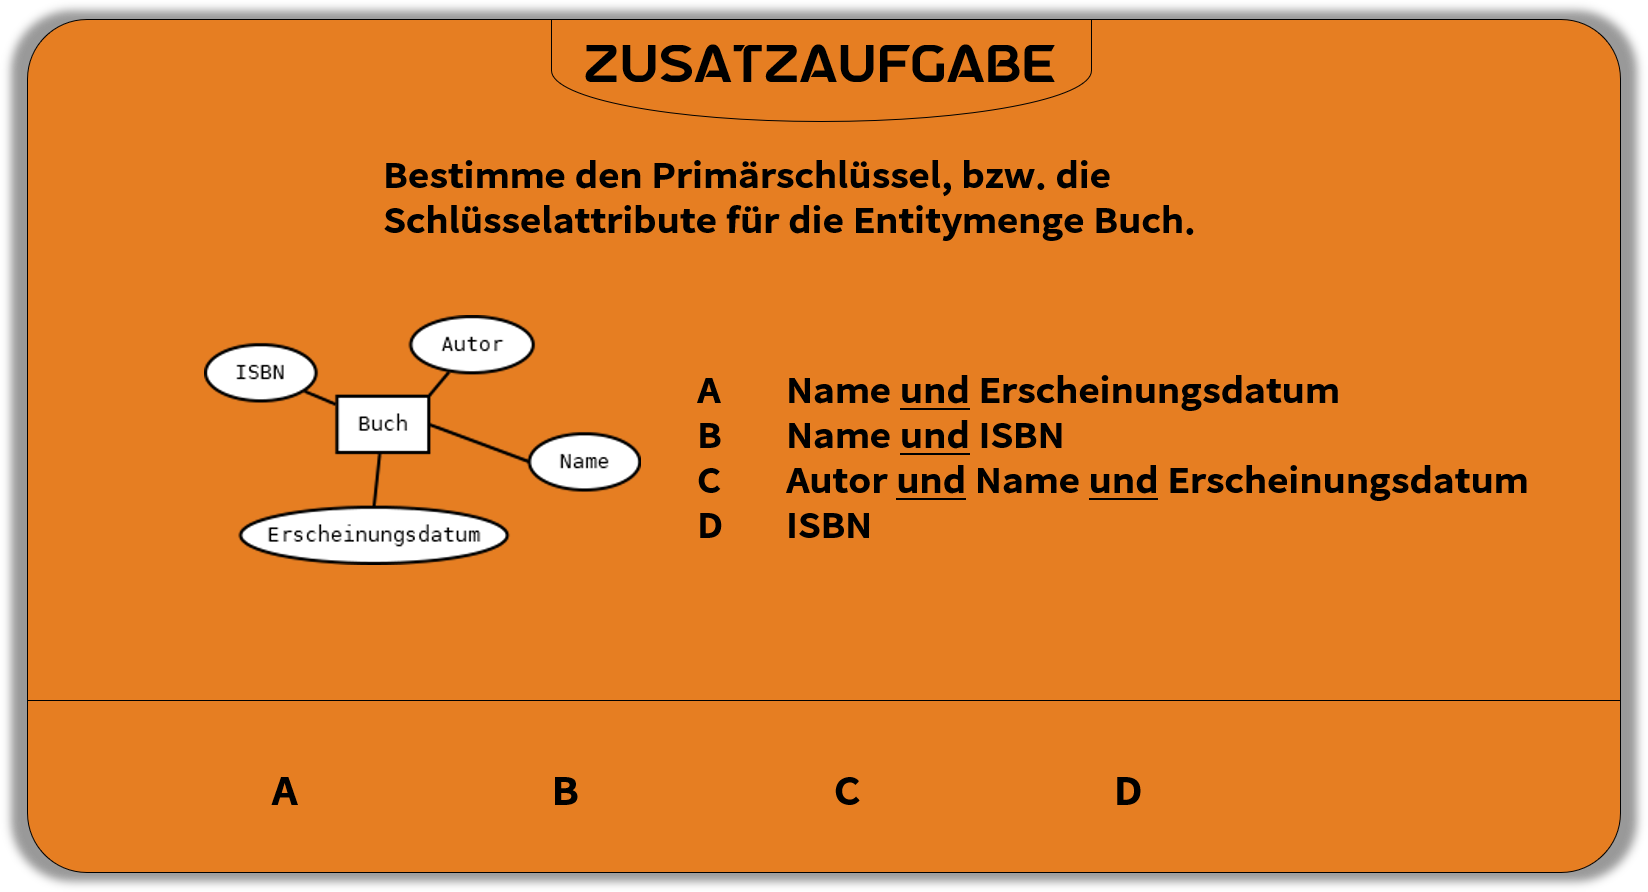 ZUSATZAUFGABE
Bestimme den Primärschlüssel, bzw. die
Schlüsselattribute für die Entitymenge Buch.
Autor
ISBN
Buch
Name
Erscheinungsdatum
A Name und Erscheinungsdatum
B Name und ISBN
C Autor und Name und Erscheinungsdatum
D ISBN
A B C D